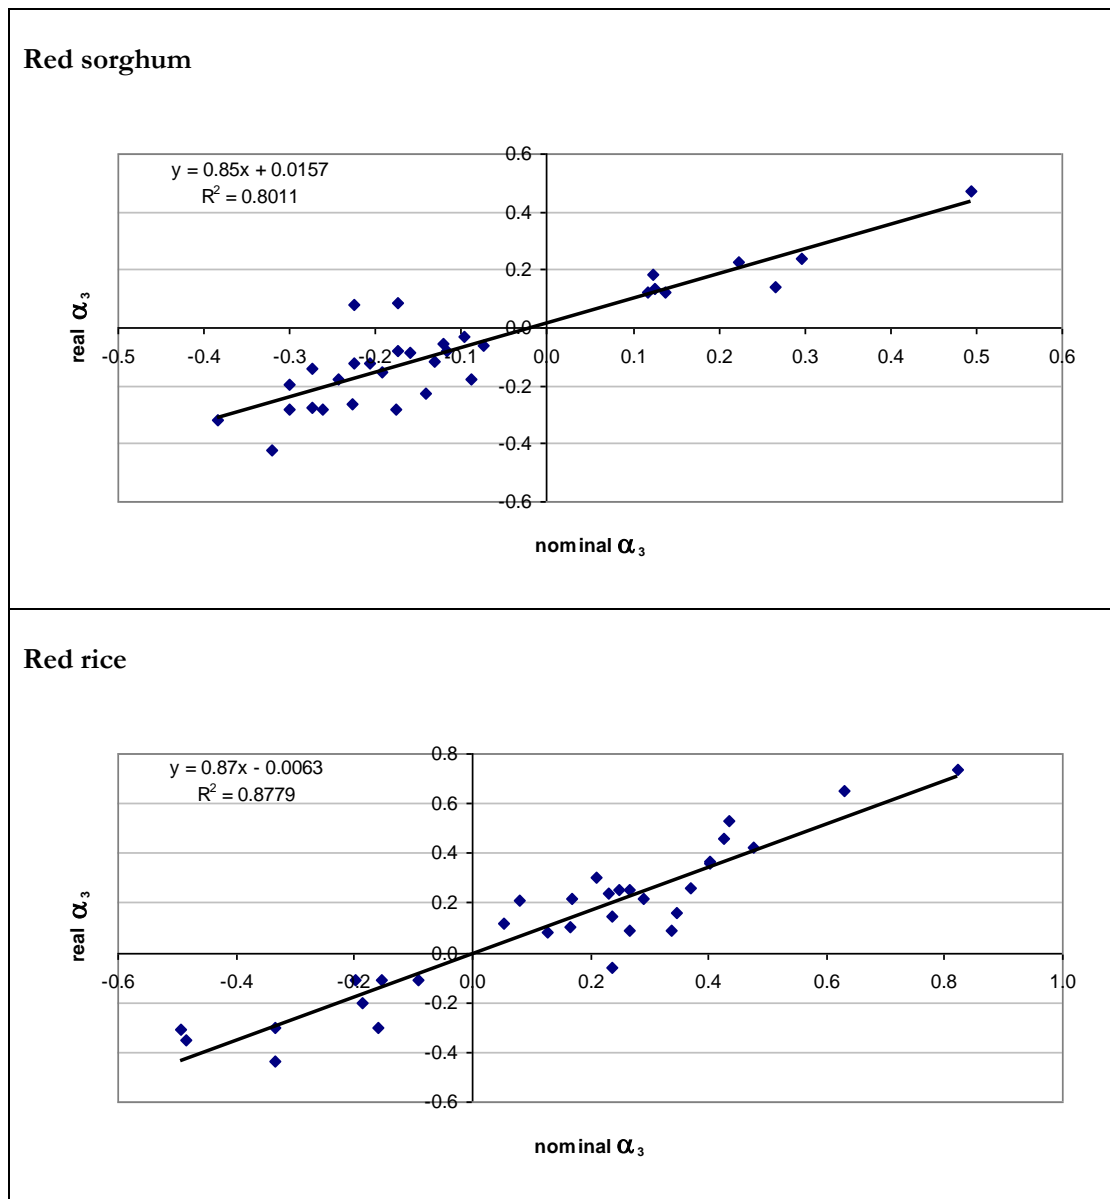 Red sorghum
y = 0.85x + 0.0157
R² = 0.8011
0.6
0.4
0.2
0.0
-0.2
-0.4
-0.6
-0.5 -0.4 -0.3 -0.2 -0.1 0.0 0.1 0.2 0.3 0.4 0.5 0.6
real α₃
nominal α₃
Red rice
y = 0.87x - 0.0063
R² = 0.8779
0.8
0.6
0.4
0.2
0.0
-0.2
-0.4
-0.6
-0.6 -0.4 -0.2 0.0 0.2 0.4 0.6 0.8 1.0
real α₃
nominal α₃